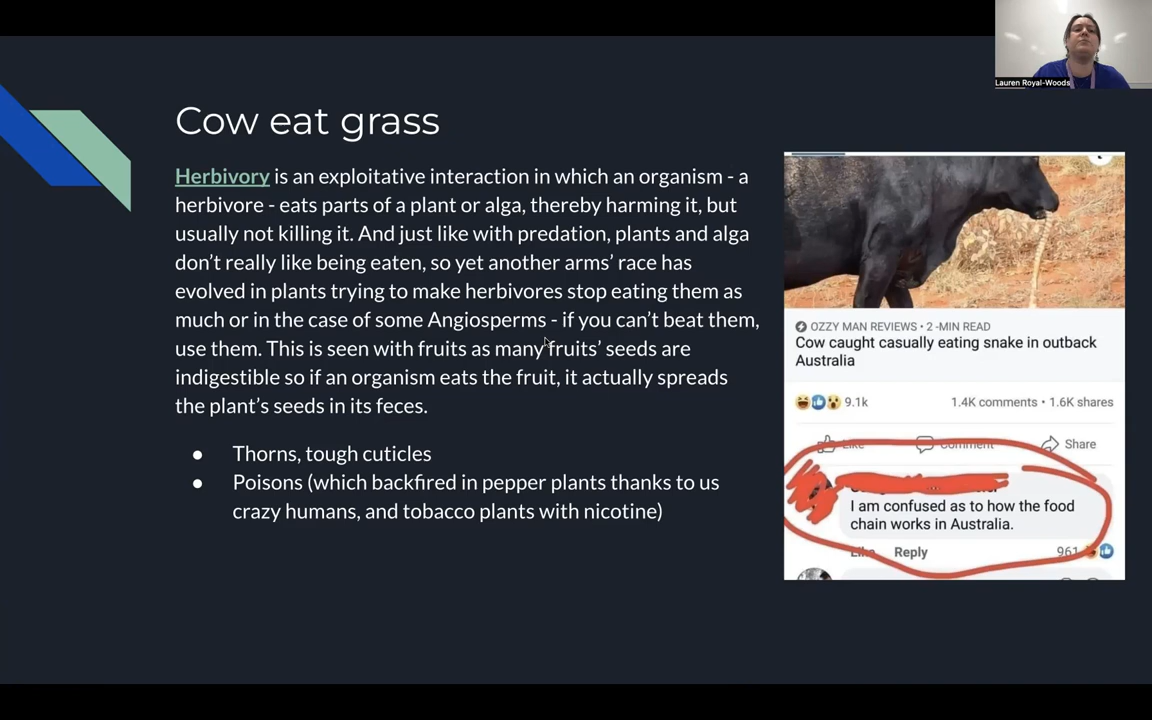 Lauren Royal-Woods
Cow eat grass
Herbivory is an exploitative interaction in which an organism - a
herbivore - eats parts of a plant or alga, thereby harming it, but
usually not killing it. And just like with predation, plants and alga
don’t really like being eaten, so yet another arms’ race has
evolved in plants trying to make herbivores stop eating them as
much or in the case of some Angiosperms - if you can’t beat them,
use them. This is seen with fruits as many fruits’ seeds are
indigestible so if an organism eats the fruit, it actually spreads
the plant’s seeds in its feces.
● Thorns, tough cuticles
● Poisons (which backfired in pepper plants thanks to us
crazy humans, and tobacco plants with nicotine)
OZZY MAN REVIEWS • 2 -MIN READ
Cow caught casually eating snake in outback
Australia
9.1k 1.4K comments • 1.6K shares
Like Comment Share
I am confused as to how the food
chain works in Australia.
Like Reply 961